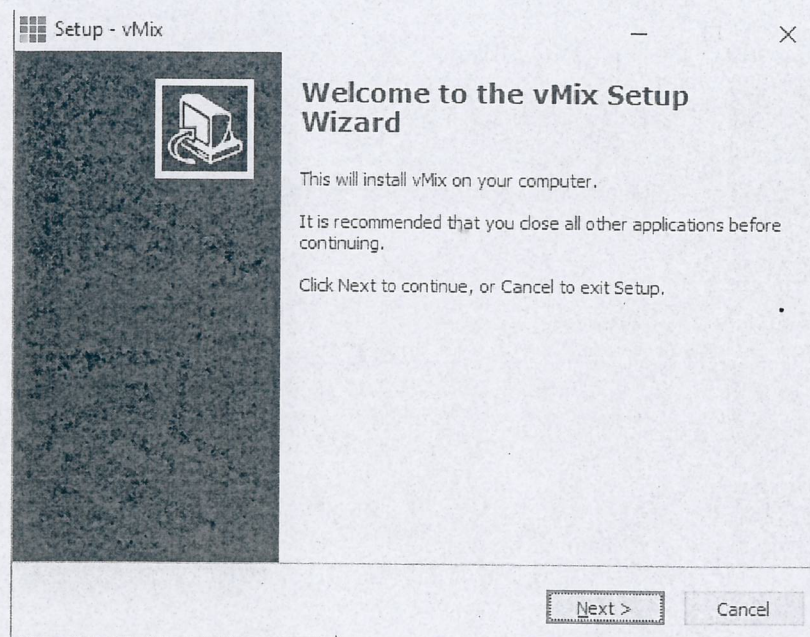 Setup - vMix
Welcome to the vMix Setup
Wizard
This will install vMix on your computer.
It is recommended that you close all other applications before
continuing.
Click Next to continue, or Cancel to exit Setup.
Next >
Cancel